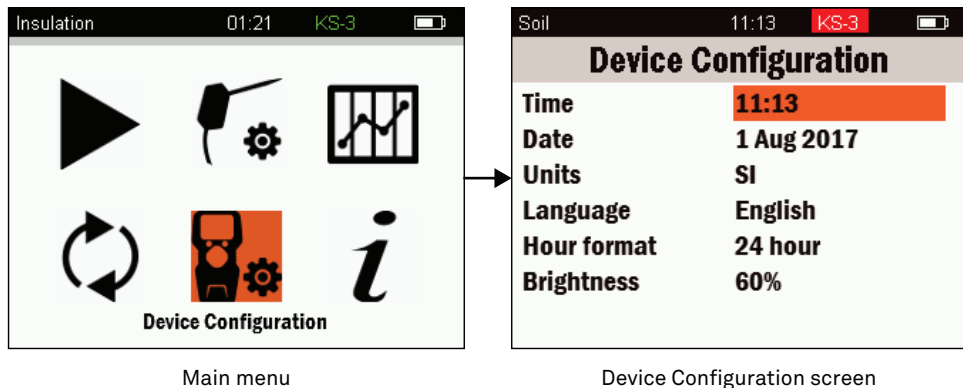 Insulation 01:21 KS-3
Device Configuration
Main menu
Soil 11:13 KS-3
Device Configuration
Time 11:13
Date 1 Aug 2017
Units SI
Language English
Hour format 24 hour
Brightness 60%
Device Configuration screen